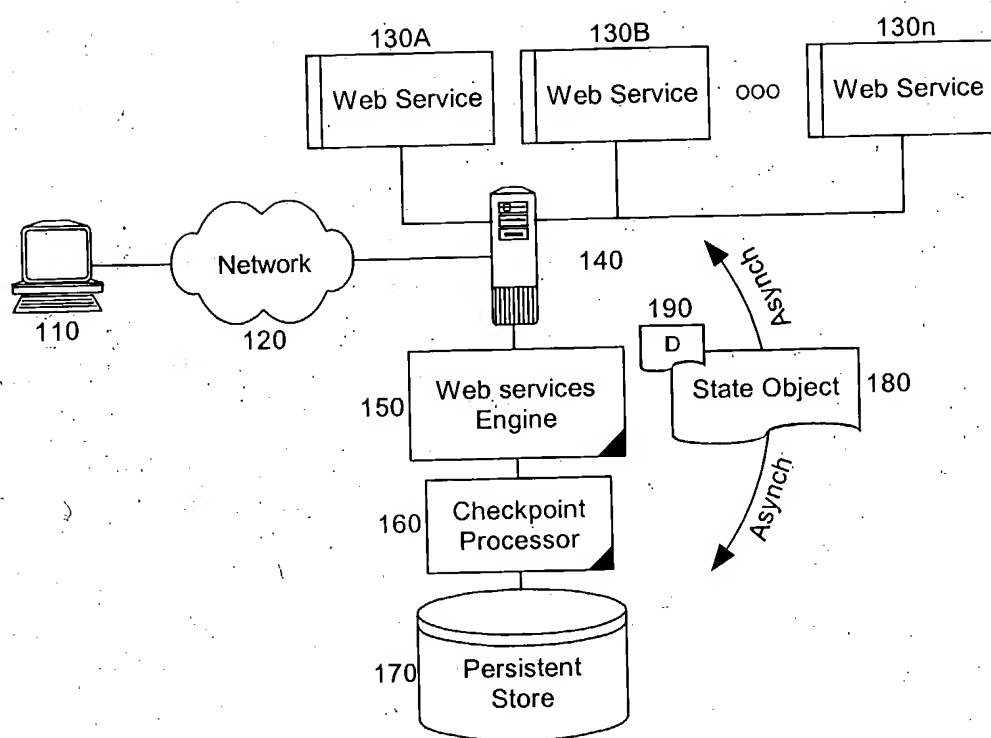 130A
130B
130n
Web Service
Web Service
ooo
Web Service
Network
140
Asynch
110
120
190
D
150
Web services
Engine
State Object
180
160
Checkpoint
Processor
Asynch
170
Persistent
Store